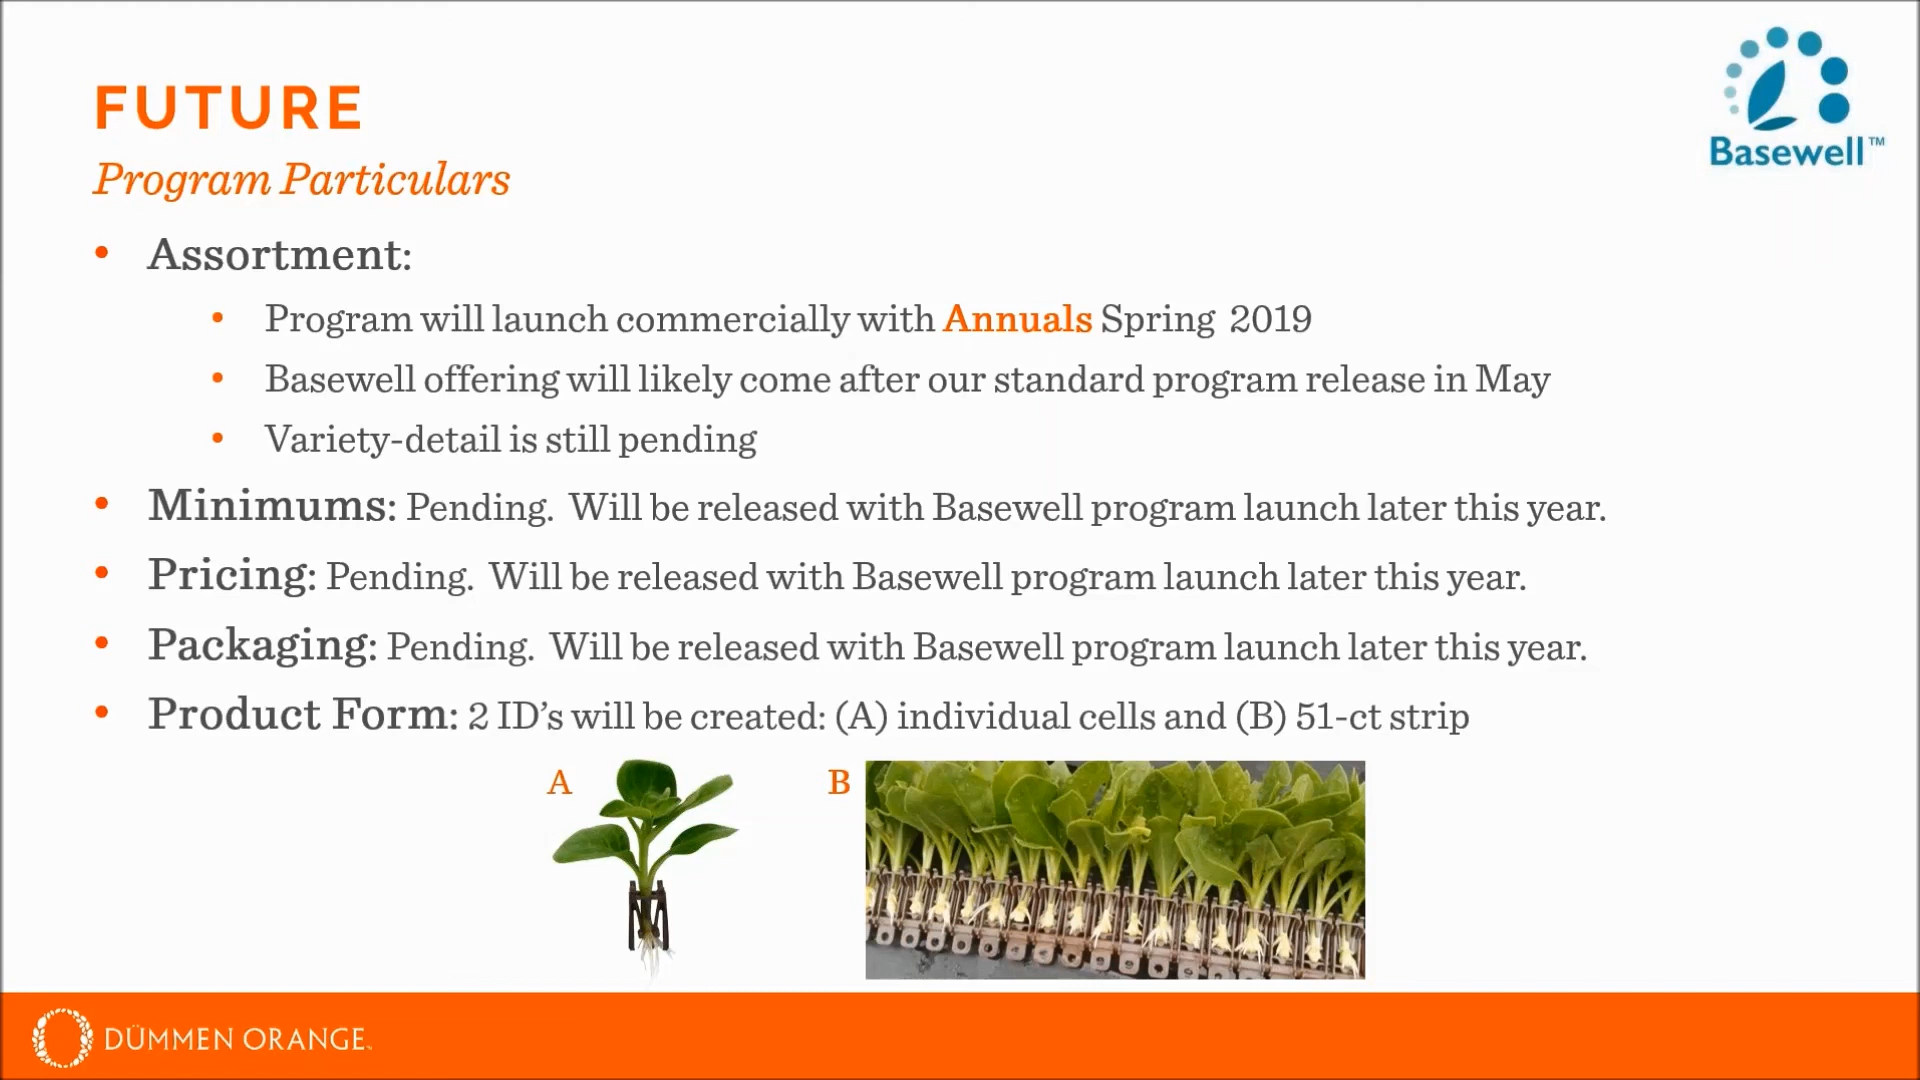 FUTURE
Basewell™
Program Particulars
• Assortment:
• Program will launch commercially with Annuals Spring 2019
• Basewell offering will likely come after our standard program release in May
• Variety-detail is still pending
• Minimums: Pending. Will be released with Basewell program launch later this year.
• Pricing: Pending. Will be released with Basewell program launch later this year.
• Packaging: Pending. Will be released with Basewell program launch later this year.
• Product Form: 2 ID's will be created: (A) individual cells and (B) 51-ct strip
A
B
DÜMMEN ORANGE™